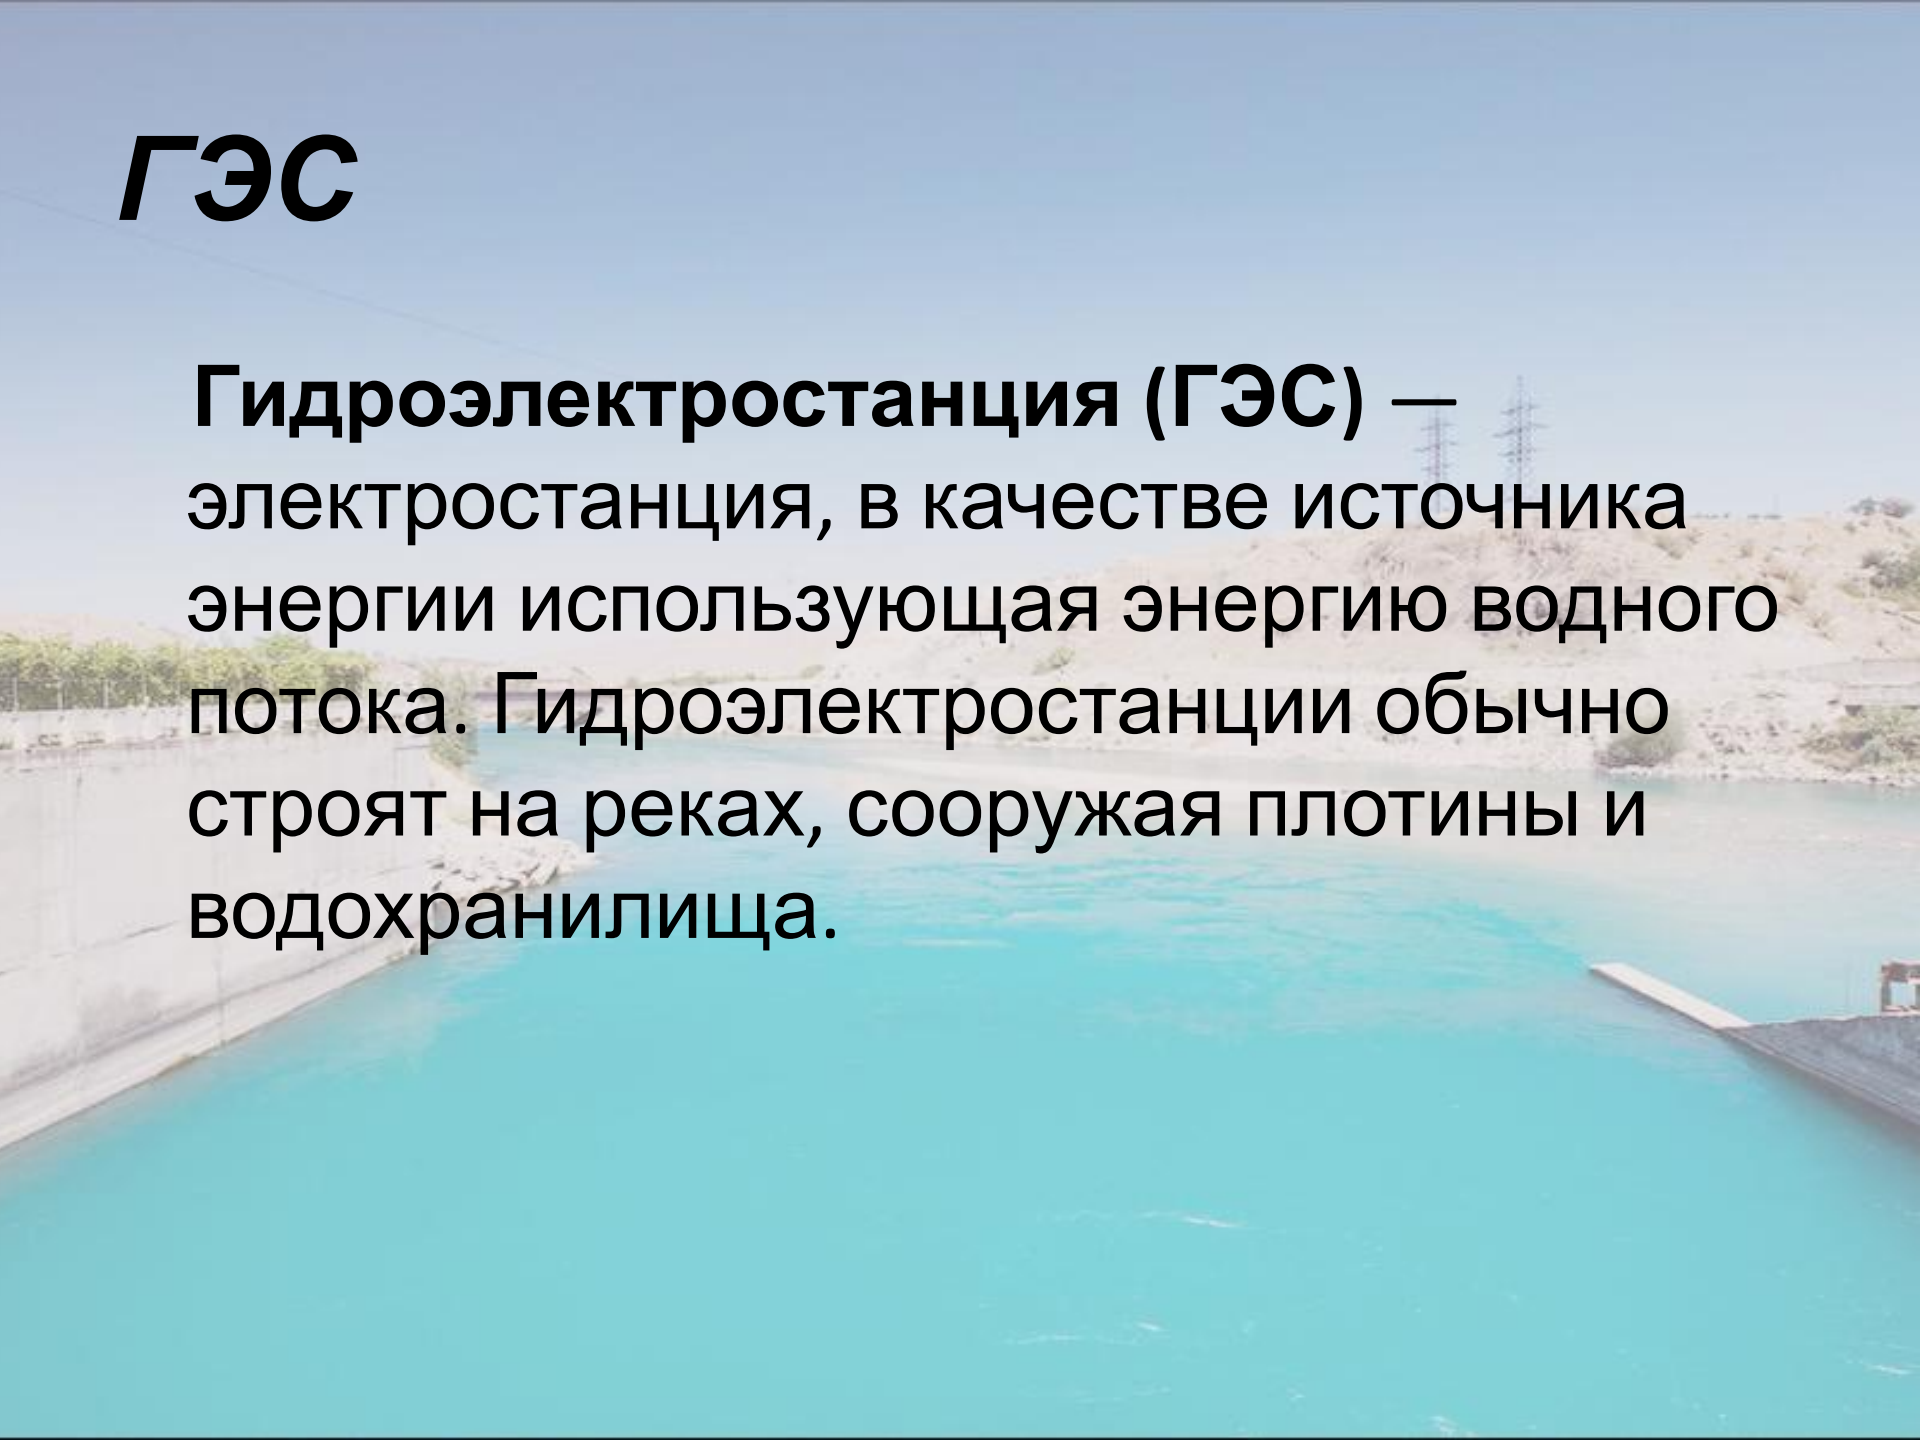 ГЭС
Гидроэлектростанция (ГЭС) —
электростанция, в качестве источника
энергии использующая энергию водного
потока. Гидроэлектростанции обычно
строят на реках, сооружая плотины и
водохранилища.